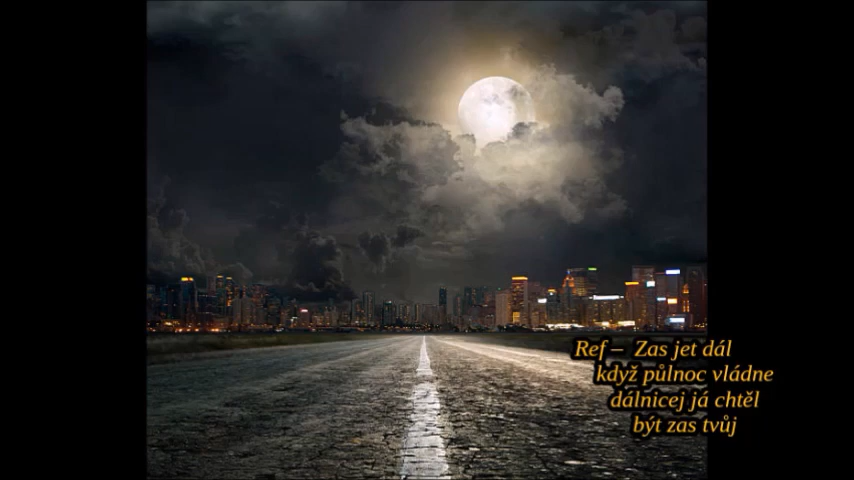 Ref – Zas jet dál
když půlnoc vládne
dálnicej já chtěl
být zas tvůj